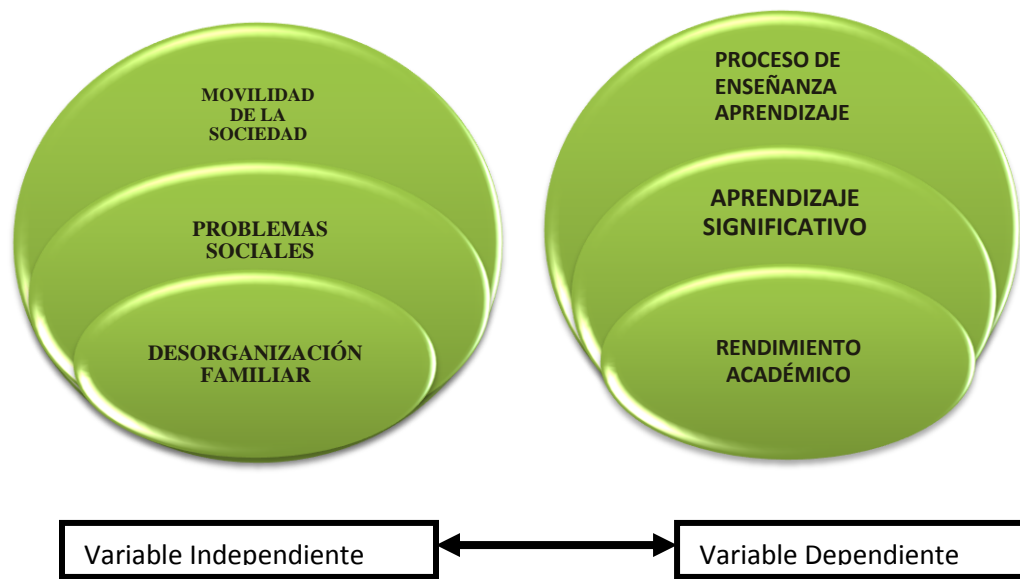 MOVILIDAD
DE LA
SOCIEDAD
PROBLEMAS
SOCIALES
DESORGANIZACIÓN
FAMILIAR
PROCESO DE
ENSEÑANZA
APRENDIZAJE
APRENDIZAJE
SIGNIFICATIVO
RENDIMIENTO
ACADÉMICO
Variable Independiente
Variable Dependiente